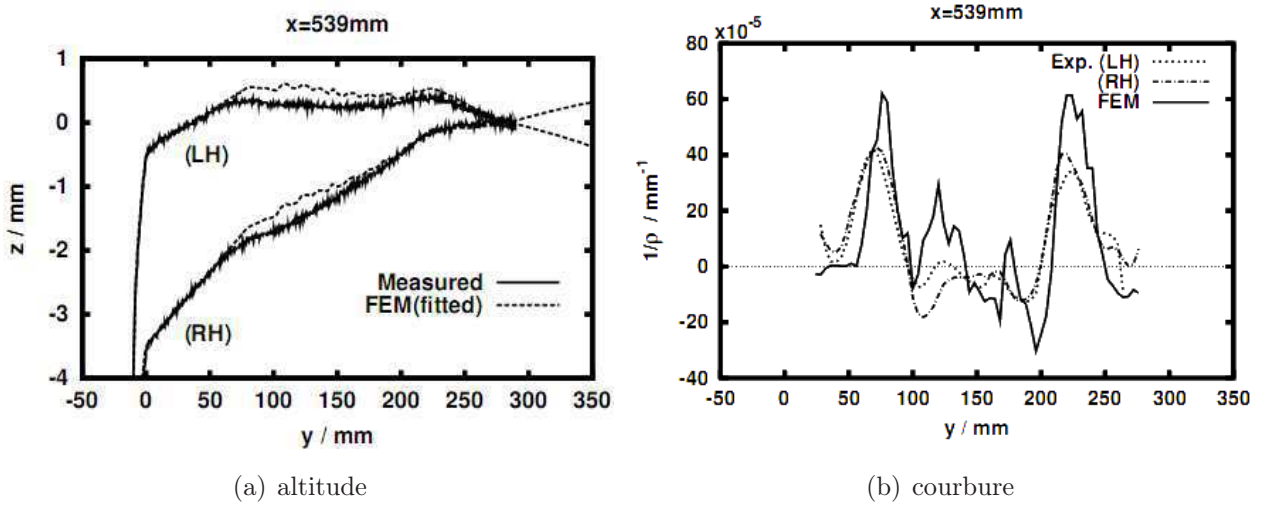 x=539mm
1
0
-1
-2
-3
-4
z / mm
(LH)
(RH)
Measured
FEM(fitted)
-50 0 50 100 150 200 250 300 350
y / mm
(a) altitude
x=539mm
x10⁻⁵
80
60
40
20
0
-20
-40
1/ρ / mm⁻¹
Exp. (LH)
(RH)
FEM
-50 0 50 100 150 200 250 300 350
y / mm
(b) courbure